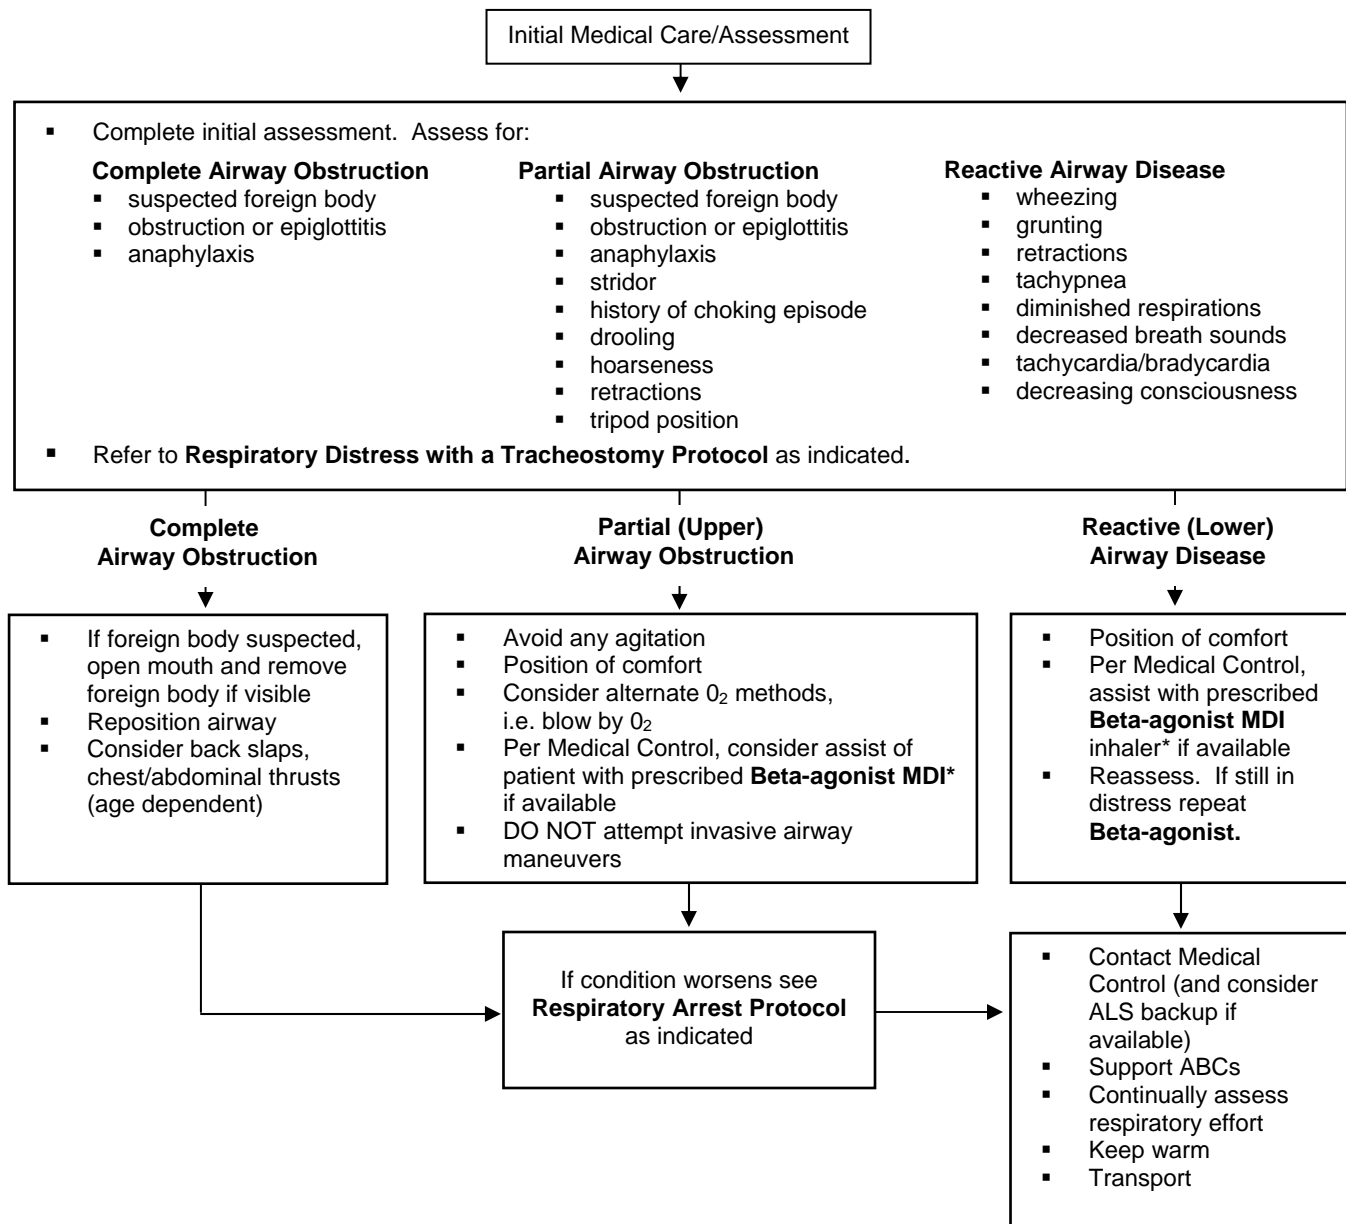 Initial Medical Care/Assessment
▪ Complete initial assessment. Assess for:
Complete Airway Obstruction
▪ suspected foreign body
▪ obstruction or epiglottitis
▪ anaphylaxis
Partial Airway Obstruction
▪ suspected foreign body
▪ obstruction or epiglottitis
▪ anaphylaxis
▪ stridor
▪ history of choking episode
▪ drooling
▪ hoarseness
▪ retractions
▪ tripod position
Reactive Airway Disease
▪ wheezing
▪ grunting
▪ retractions
▪ tachypnea
▪ diminished respirations
▪ decreased breath sounds
▪ tachycardia/bradycardia
▪ decreasing consciousness
▪ Refer to Respiratory Distress with a Tracheostomy Protocol as indicated.
Complete
Airway Obstruction
Partial (Upper)
Airway Obstruction
Reactive (Lower)
Airway Disease
▪ If foreign body suspected,
open mouth and remove
foreign body if visible
▪ Reposition airway
▪ Consider back slaps,
chest/abdominal thrusts
(age dependent)
▪ Avoid any agitation
▪ Position of comfort
▪ Consider alternate 0₂ methods,
i.e. blow by 0₂
▪ Per Medical Control, consider assist of
patient with prescribed Beta-agonist MDI*
if available
▪ DO NOT attempt invasive airway
maneuvers
▪ Position of comfort
▪ Per Medical Control,
assist with prescribed
Beta-agonist MDI
inhaler* if available
▪ Reassess. If still in
distress repeat
Beta-agonist.
If condition worsens see
Respiratory Arrest Protocol
as indicated
▪ Contact Medical
Control (and consider
ALS backup if
available)
▪ Support ABCs
▪ Continually assess
respiratory effort
▪ Keep warm
▪ Transport